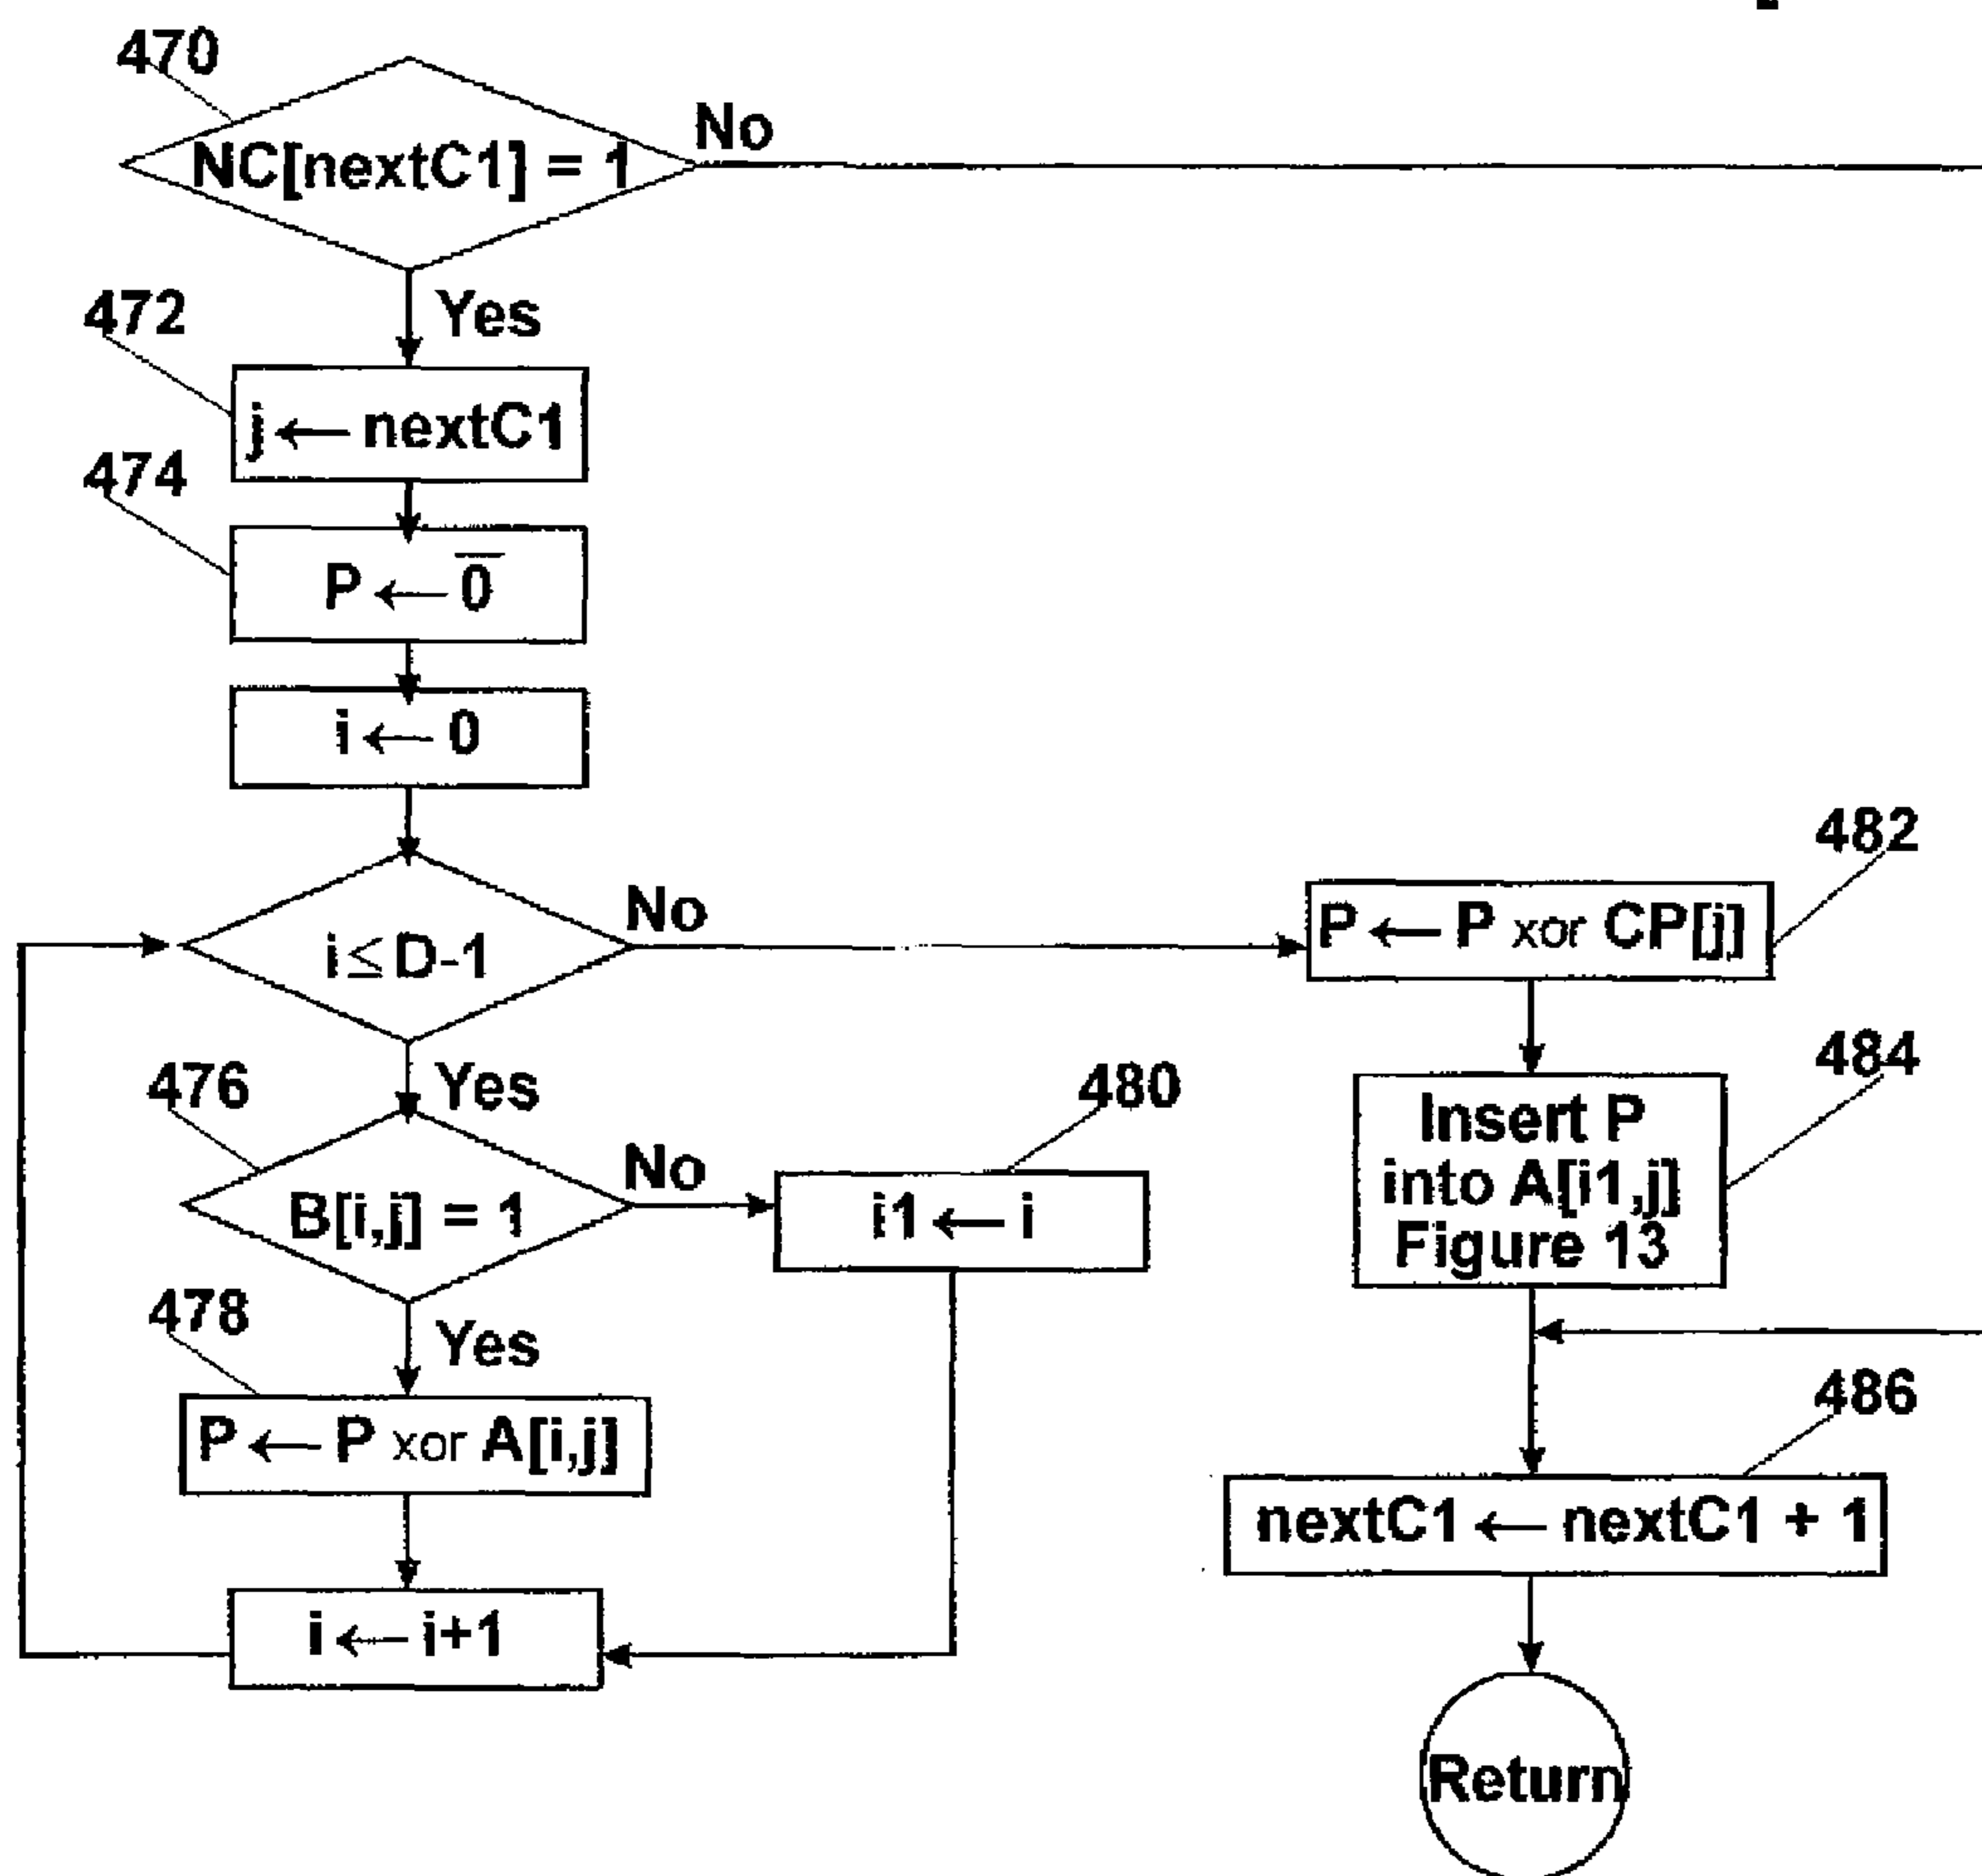 470
NC[nextC1] = 1
No
Yes
472
j ← nextC1
474
P ← 0̅
i ← 0
i ≤ D-1
No
Yes
476
B[i,j] = 1
No
480
i1 ← i
Yes
478
P ← P xor A[i,j]
i ← i+1
482
P ← P xor CP[j]
484
Insert P
into A[i1,j]
Figure 13
486
nextC1 ← nextC1 + 1
Return